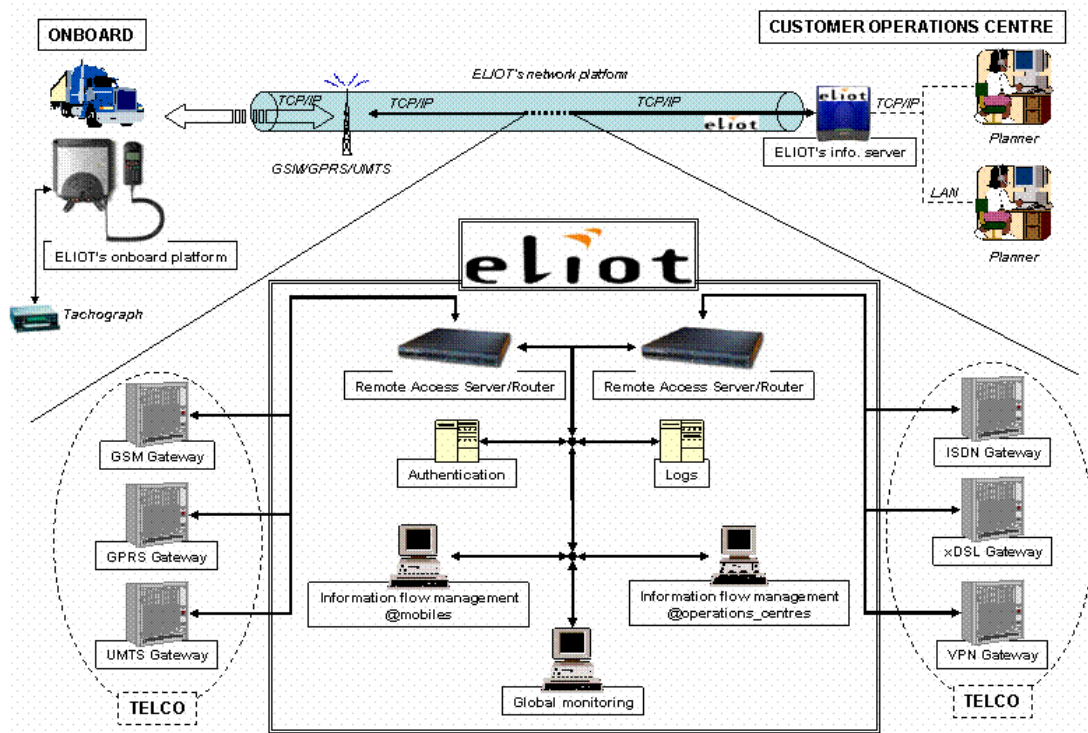 ONBOARD
CUSTOMER OPERATIONS CENTRE
ELIOT's network platform
TCP/IP
TCP/IP
TCP/IP
eliot
eliot
TCP/IP
Planner
GSM/GPRS/UMTS
ELIOT's info. server
LAN
Planner
ELIOT's onboard platform
Tachograph
eliot
Remote Access Server/Router
Remote Access Server/Router
GSM Gateway
Authentication
Logs
ISDN Gateway
GPRS Gateway
xDSL Gateway
Information flow management
@mobiles
Information flow management
@operations_centres
UMTS Gateway
VPN Gateway
Global monitoring
TELCO
TELCO